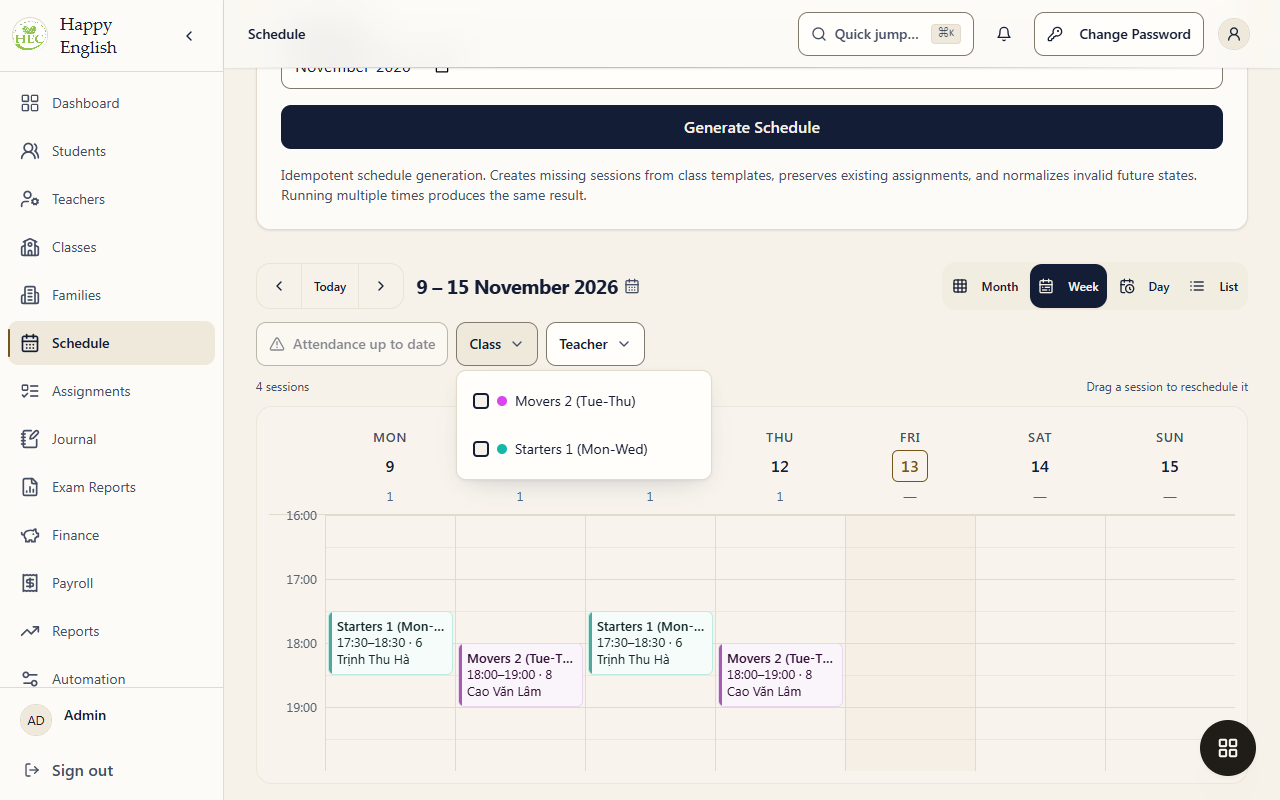 Happy
English
HEC
Schedule
Quick jump...
⌘K
Change Password
Dashboard
Students
Teachers
Classes
Families
Schedule
Assignments
Journal
Exam Reports
Finance
Payroll
Reports
Automation
AD
Admin
Sign out
November 2026
Generate Schedule
Idempotent schedule generation. Creates missing sessions from class templates, preserves existing assignments, and normalizes invalid future states.
Running multiple times produces the same result.
Today
9 – 15 November 2026
Month
Week
Day
List
Attendance up to date
Class
Teacher
4 sessions
Drag a session to reschedule it
Movers 2 (Tue-Thu)
Starters 1 (Mon-Wed)
MON
THU
FRI
SAT
SUN
9
12
13
14
15
1
1
1
1
—
—
—
16:00
17:00
18:00
19:00
Starters 1 (Mon-...
17:30–18:30 · 6
Trịnh Thu Hà
Movers 2 (Tue-T...
18:00–19:00 · 8
Cao Văn Lâm
Starters 1 (Mon-...
17:30–18:30 · 6
Trịnh Thu Hà
Movers 2 (Tue-T...
18:00–19:00 · 8
Cao Văn Lâm